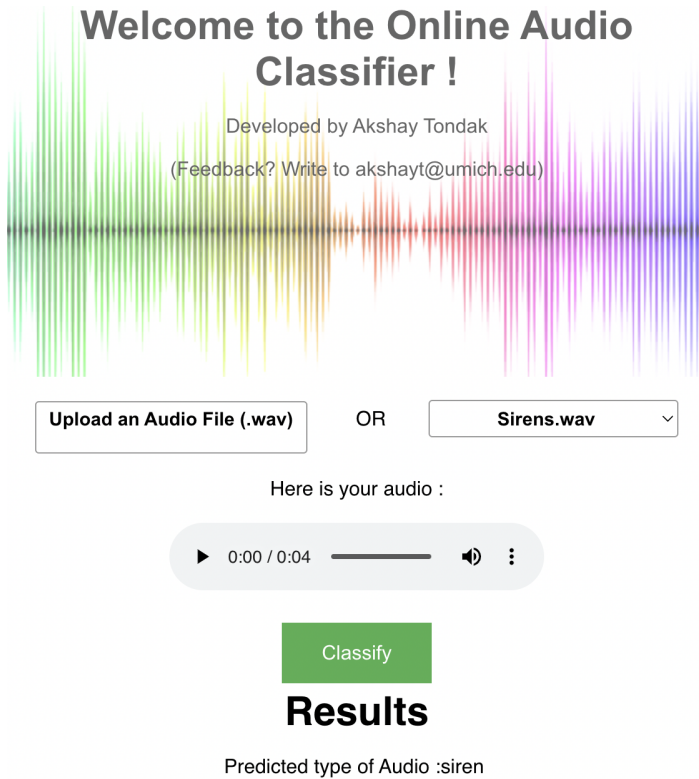 Welcome to the Online Audio
Classifier !
Developed by Akshay Tondak
(Feedback? Write to akshayt@umich.edu)
Upload an Audio File (.wav)
OR
Sirens.wav
Here is your audio :
0:00 / 0:04
Classify
Results
Predicted type of Audio :siren